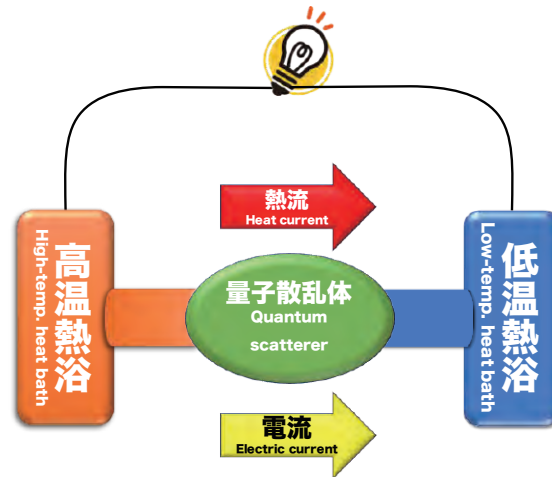 熱流
Heat current
高温熱浴
High-temp. heat bath
量子散乱体
Quantum
scatterer
低温熱浴
Low-temp. heat bath
電流
Electric current